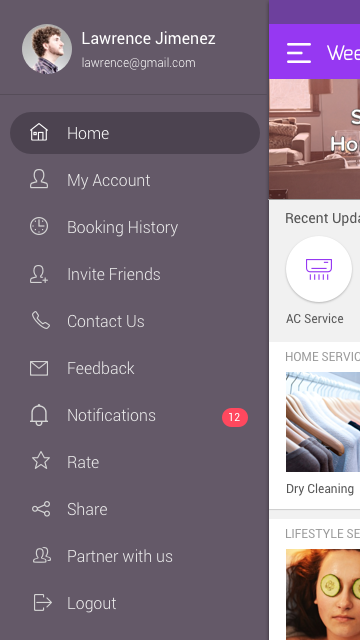 Lawrence Jimenez
lawrence@gmail.com
Home
My Account
Booking History
Invite Friends
Contact Us
Feedback
Notifications 12
Rate
Share
Partner with us
Logout
Wee
S
Ho
Recent Upda
AC Service
HOME SERVIC
Dry Cleaning
LIFESTYLE SE